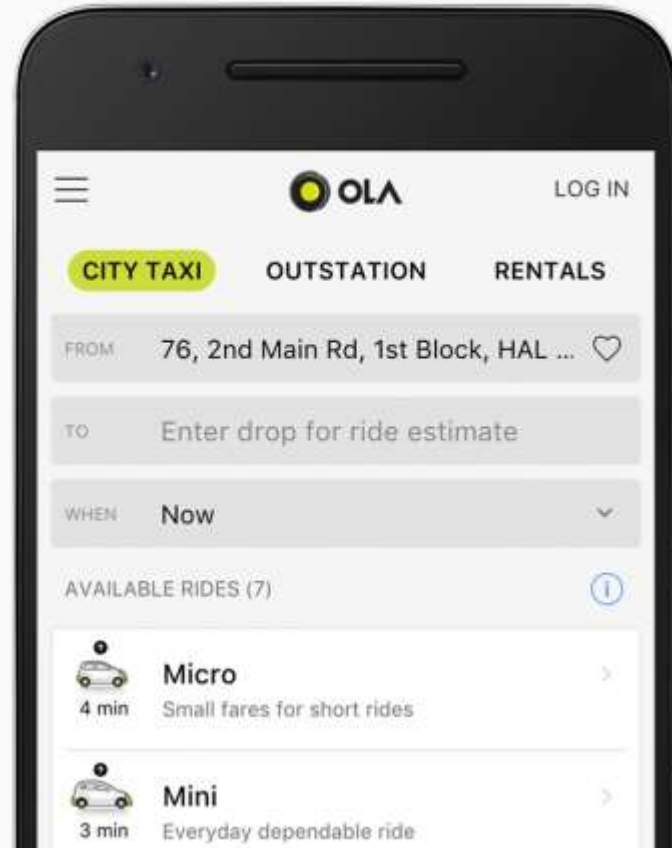 OLA
LOG IN
CITY TAXI OUTSTATION RENTALS
FROM 76, 2nd Main Rd, 1st Block, HAL ...
TO Enter drop for ride estimate
WHEN Now
AVAILABLE RIDES (7)
Micro
4 min Small fares for short rides
Mini
3 min Everyday dependable ride